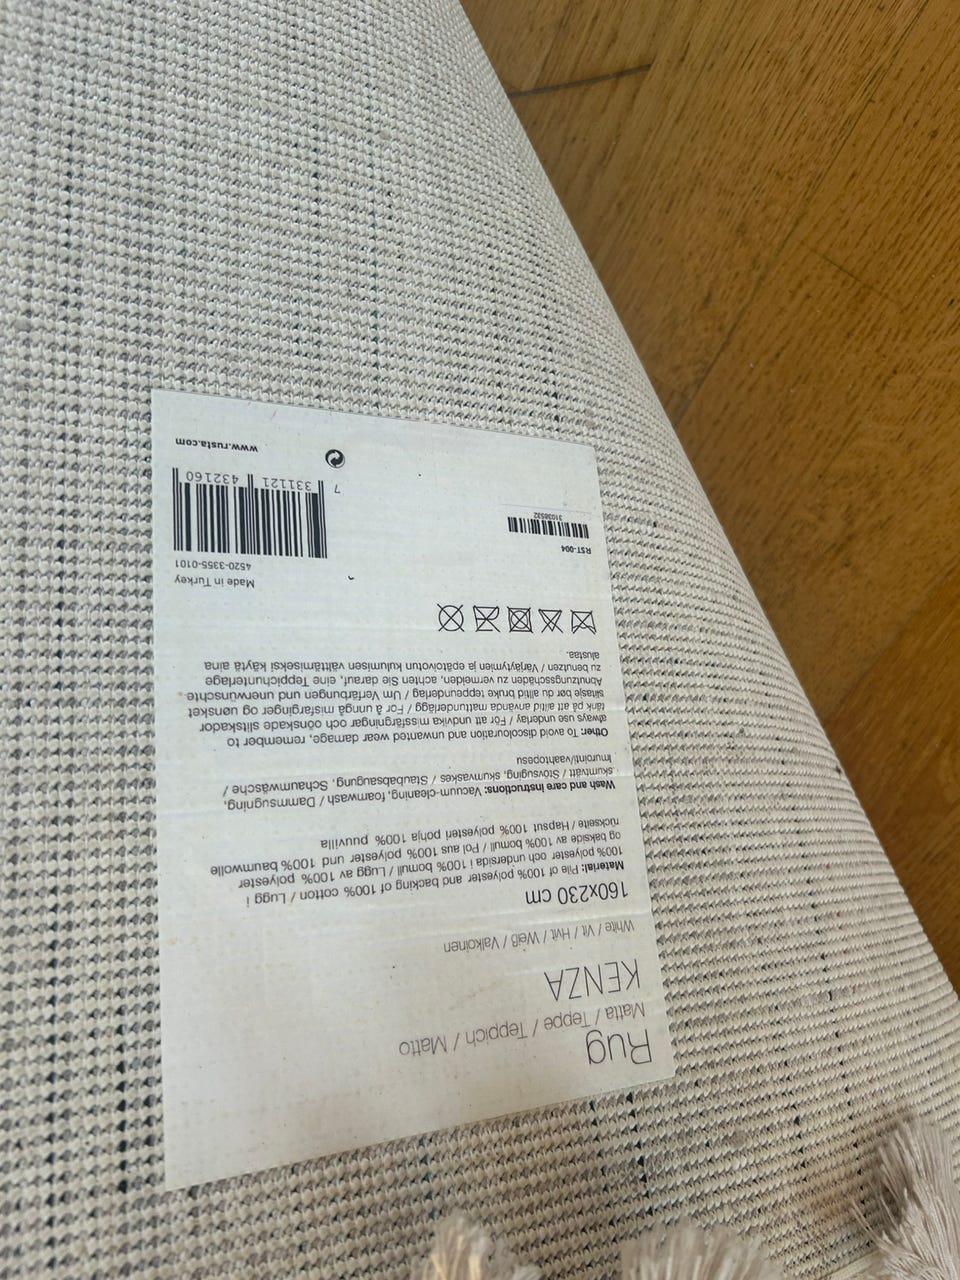 Rug
Matta / Teppe / Teppich / Matto
KENZA
White / Vit / Hvit / Weiß / Valkoinen
160x230 cm
Material: Pile of 100% polyester and backing of 100% cotton / Lugg i
100% polyester och undersida i 100% bomull / Lugg av 100% polyester
og bakside av 100% bomull / Pol aus 100% polyester und 100% baumwolle
rückseite / Hapsut 100% polyesteri pohja 100% puuvilla
Wash and care instructions: Vacuum-cleaning, foamwash / Dammsugning,
skumtvätt / Støvsuging, skumvaskes / Staubsaugung, Schaumwäsche /
Imurointi/vaahtopesu
Other: To avoid discolouration and unwanted wear damage, remember to
always use underlay / För att undvika missfärgningar och oönskade slitskador
tänk på att alltid använda mattunderlägg / For å unngå misfarginger og uønsket
slitasje bør du alltid bruke teppeunderlag / Um Verfärbungen und unerwünschte
Abnutzungsschäden zu vermeiden, achten Sie darauf, eine Teppichunterlage
zu benutzen / Värjäytymien ja epätoivotun kulumisen välttämiseksi käytä aina
alustaa.
Made in Turkey
4520-3355-0101
7 331121 432160
RST-004
31038532
www.rusta.com